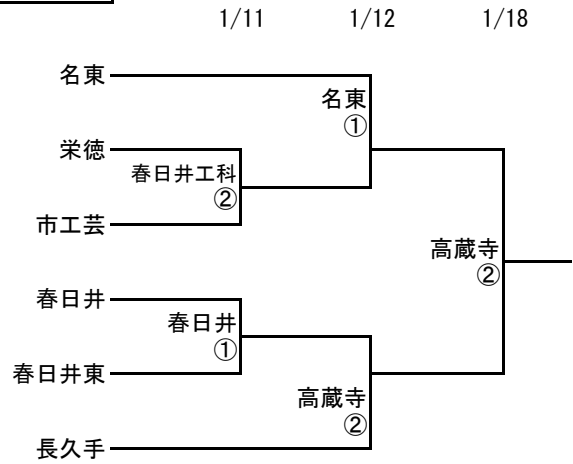 1/11 1/12 1/18
名東
名東
①
栄徳
春日井工科
②
市工芸
高蔵寺
②
春日井
春日井
①
春日井東
高蔵寺
②
長久手